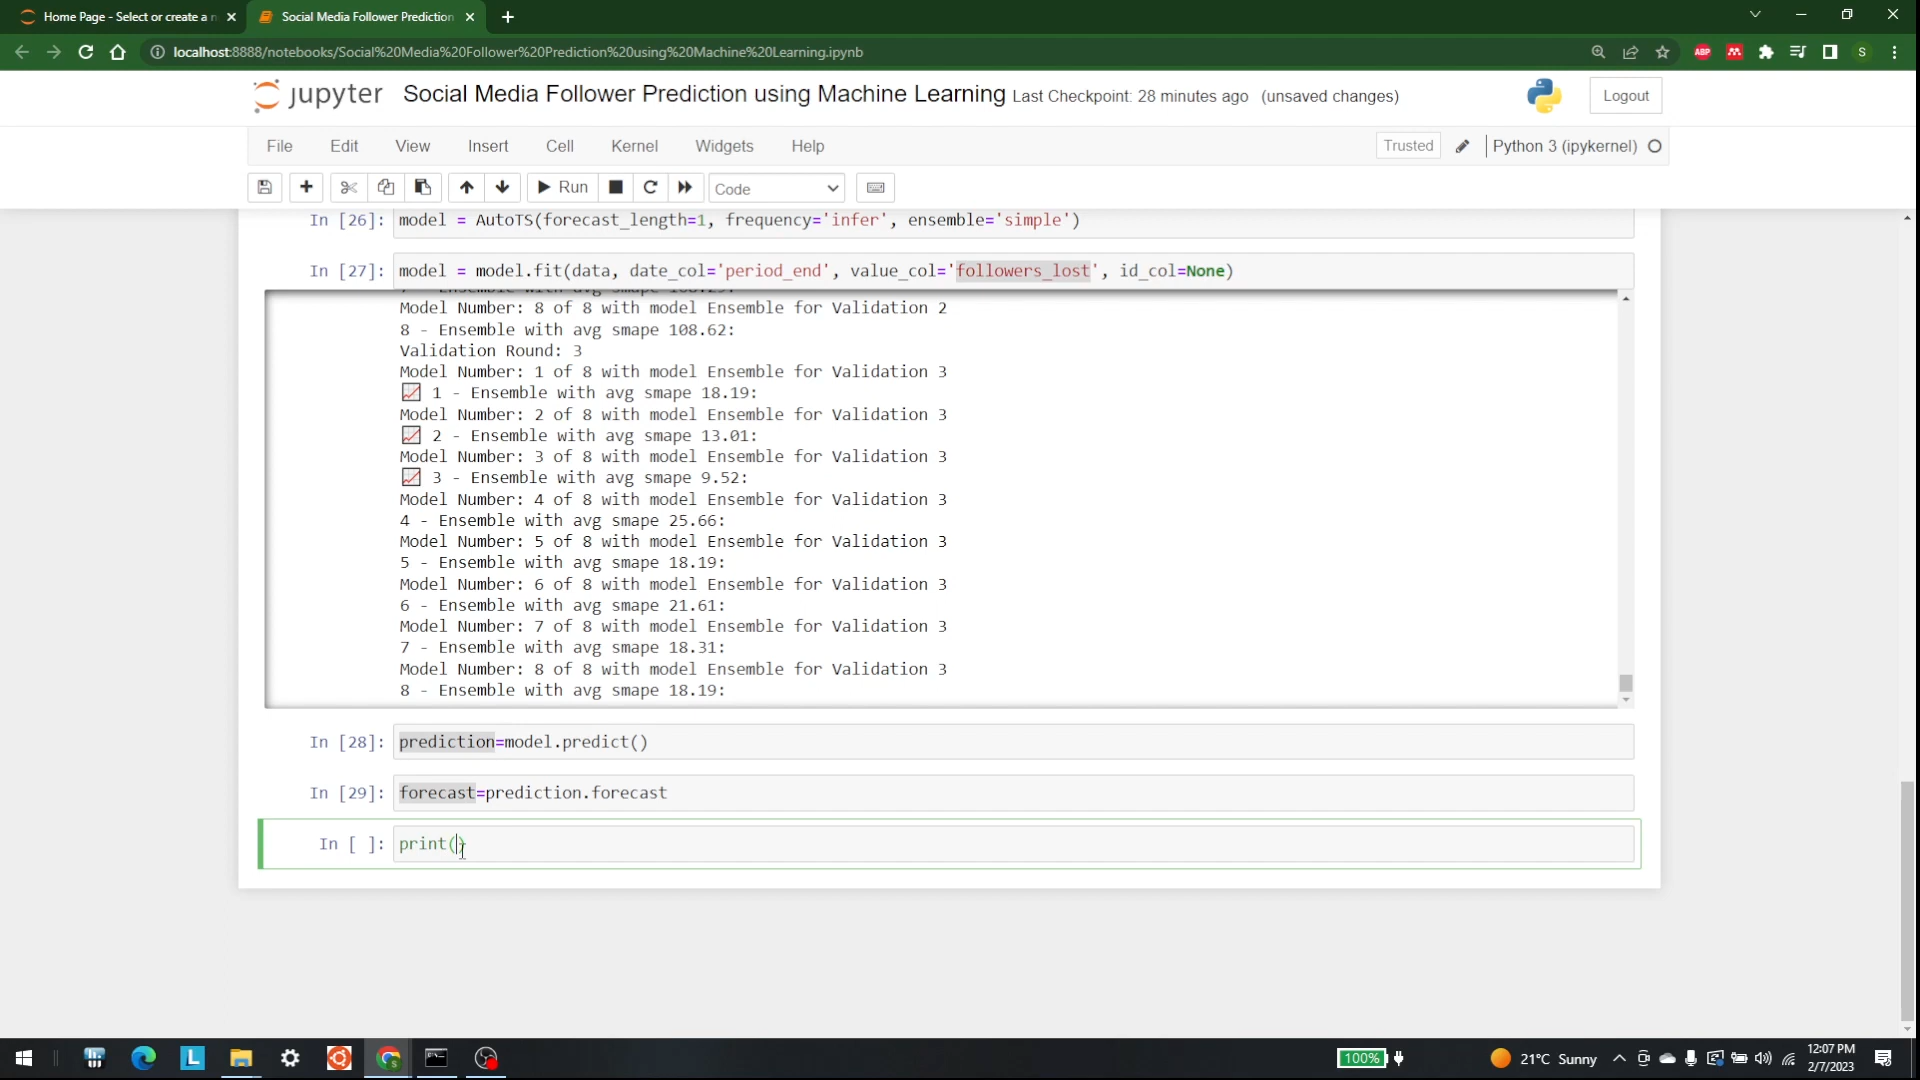 Home Page - Select or create a n
Social Media Follower Prediction
localhost:8888/notebooks/Social%20Media%20Follower%20Prediction%20using%20Machine%20Learning.ipynb
ABP
S
jupyter Social Media Follower Prediction using Machine Learning Last Checkpoint: 28 minutes ago (unsaved changes)
Logout
File Edit View Insert Cell Kernel Widgets Help
Trusted
Python 3 (ipykernel)
Run
Code
In [26]: model = AutoTS(forecast_length=1, frequency='infer', ensemble='simple')
In [27]: model = model.fit(data, date_col='period_end', value_col='followers_lost', id_col=None)
Model Number: 8 of 8 with model Ensemble for Validation 2
8 - Ensemble with avg smape 108.62:
Validation Round: 3
Model Number: 1 of 8 with model Ensemble for Validation 3
📈 1 - Ensemble with avg smape 18.19:
Model Number: 2 of 8 with model Ensemble for Validation 3
📈 2 - Ensemble with avg smape 13.01:
Model Number: 3 of 8 with model Ensemble for Validation 3
📈 3 - Ensemble with avg smape 9.52:
Model Number: 4 of 8 with model Ensemble for Validation 3
4 - Ensemble with avg smape 25.66:
Model Number: 5 of 8 with model Ensemble for Validation 3
5 - Ensemble with avg smape 18.19:
Model Number: 6 of 8 with model Ensemble for Validation 3
6 - Ensemble with avg smape 21.61:
Model Number: 7 of 8 with model Ensemble for Validation 3
7 - Ensemble with avg smape 18.31:
Model Number: 8 of 8 with model Ensemble for Validation 3
8 - Ensemble with avg smape 18.19:
In [28]: prediction=model.predict()
In [29]: forecast=prediction.forecast
In [ ]: print()
L
100%
21°C Sunny
12:07 PM
2/7/2023